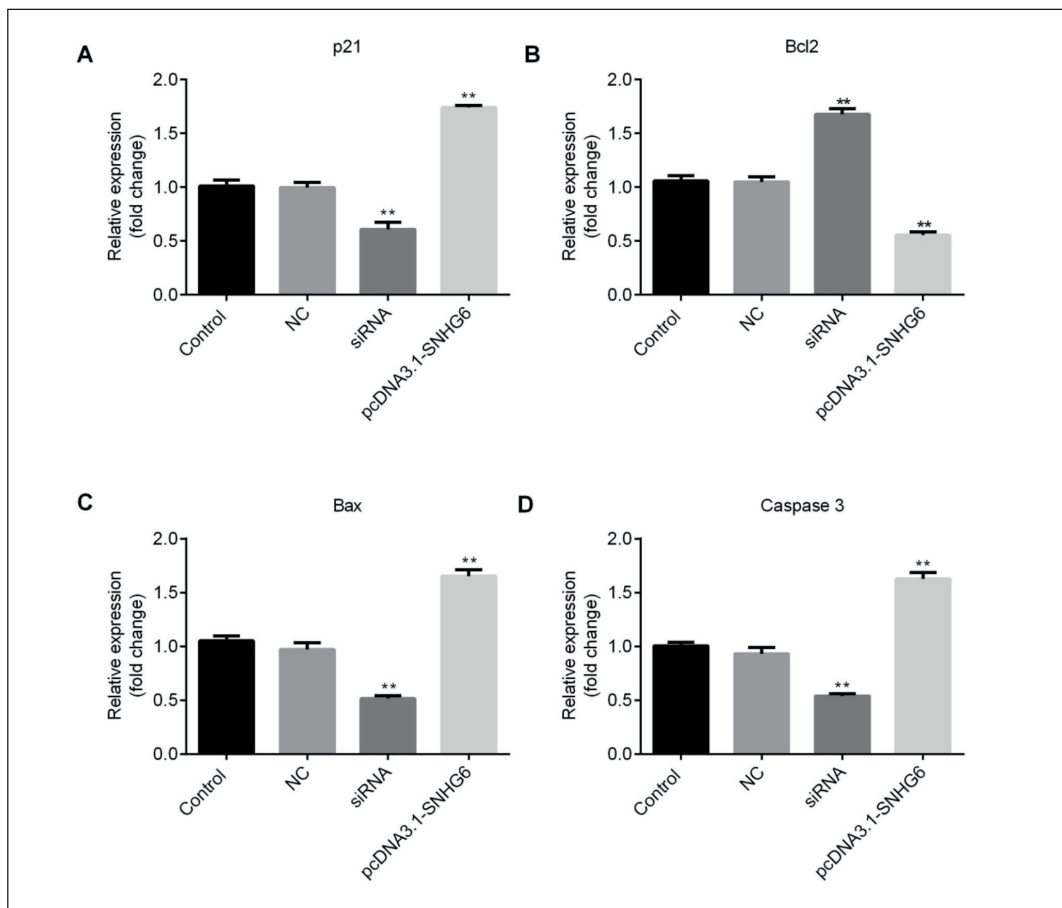 A
p21
Relative expression
(fold change)
2.0
1.5
1.0
0.5
0.0
**
**
Control
NC
siRNA
pcDNA3.1-SNHG6
B
Bcl2
Relative expression
(fold change)
2.0
1.5
1.0
0.5
0.0
**
**
Control
NC
siRNA
pcDNA3.1-SNHG6
C
Bax
Relative expression
(fold change)
2.0
1.5
1.0
0.5
0.0
**
**
Control
NC
siRNA
pcDNA3.1-SNHG6
D
Caspase 3
Relative expression
(fold change)
2.0
1.5
1.0
0.5
0.0
**
**
Control
NC
siRNA
pcDNA3.1-SNHG6